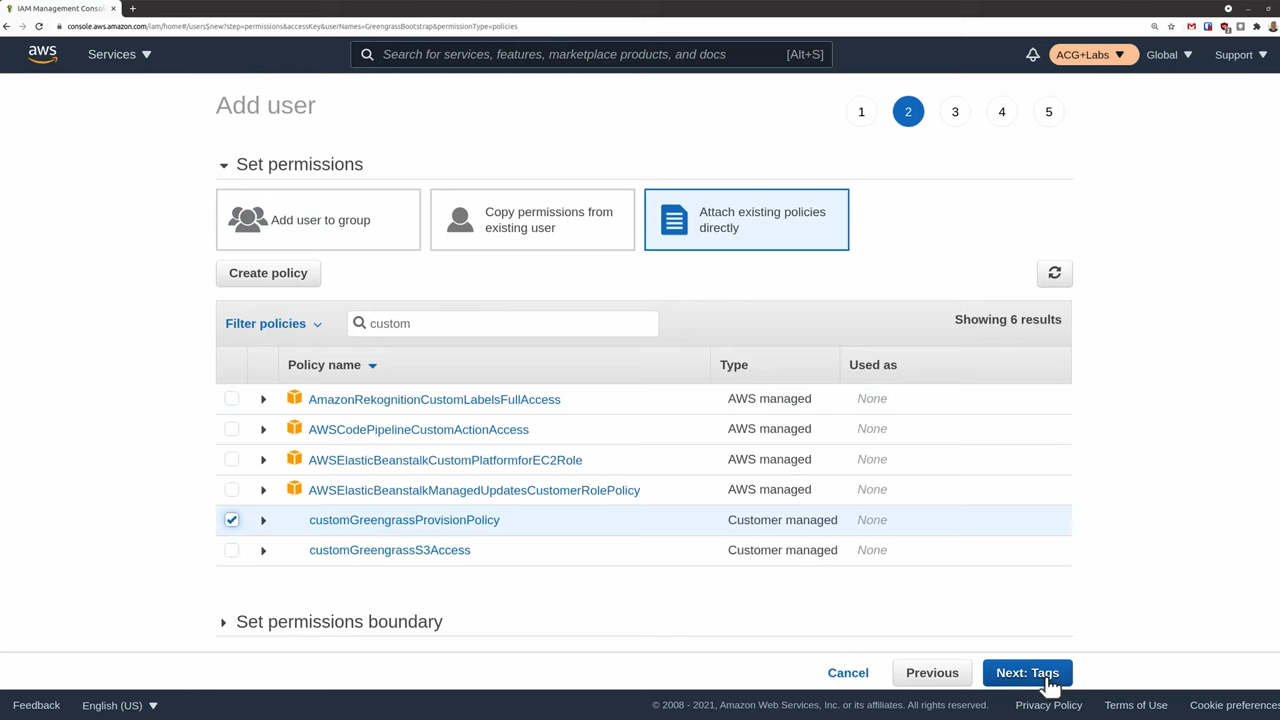 IAM Management Conso
console.aws.amazon.com/iam/home#/users$new?step=permissions&accessKey&userNames=GreengrassBootstrap&permissionType=policies
aws
Services
Search for services, features, marketplace products, and docs [Alt+S]
ACG+Labs
Global
Support
Add user
1 2 3 4 5
Set permissions
Add user to group
Copy permissions from
existing user
Attach existing policies
directly
Create policy
Filter policies
custom
Showing 6 results
Policy name Type Used as
AmazonRekognitionCustomLabelsFullAccess AWS managed None
AWSCodePipelineCustomActionAccess AWS managed None
AWSElasticBeanstalkCustomPlatformforEC2Role AWS managed None
AWSElasticBeanstalkManagedUpdatesCustomerRolePolicy AWS managed None
customGreengrassProvisionPolicy Customer managed None
customGreengrassS3Access Customer managed None
Set permissions boundary
Cancel Previous Next: Tags
Feedback English (US) © 2008 - 2021, Amazon Web Services, Inc. or its affiliates. All rights reserved. Privacy Policy Terms of Use Cookie preferences